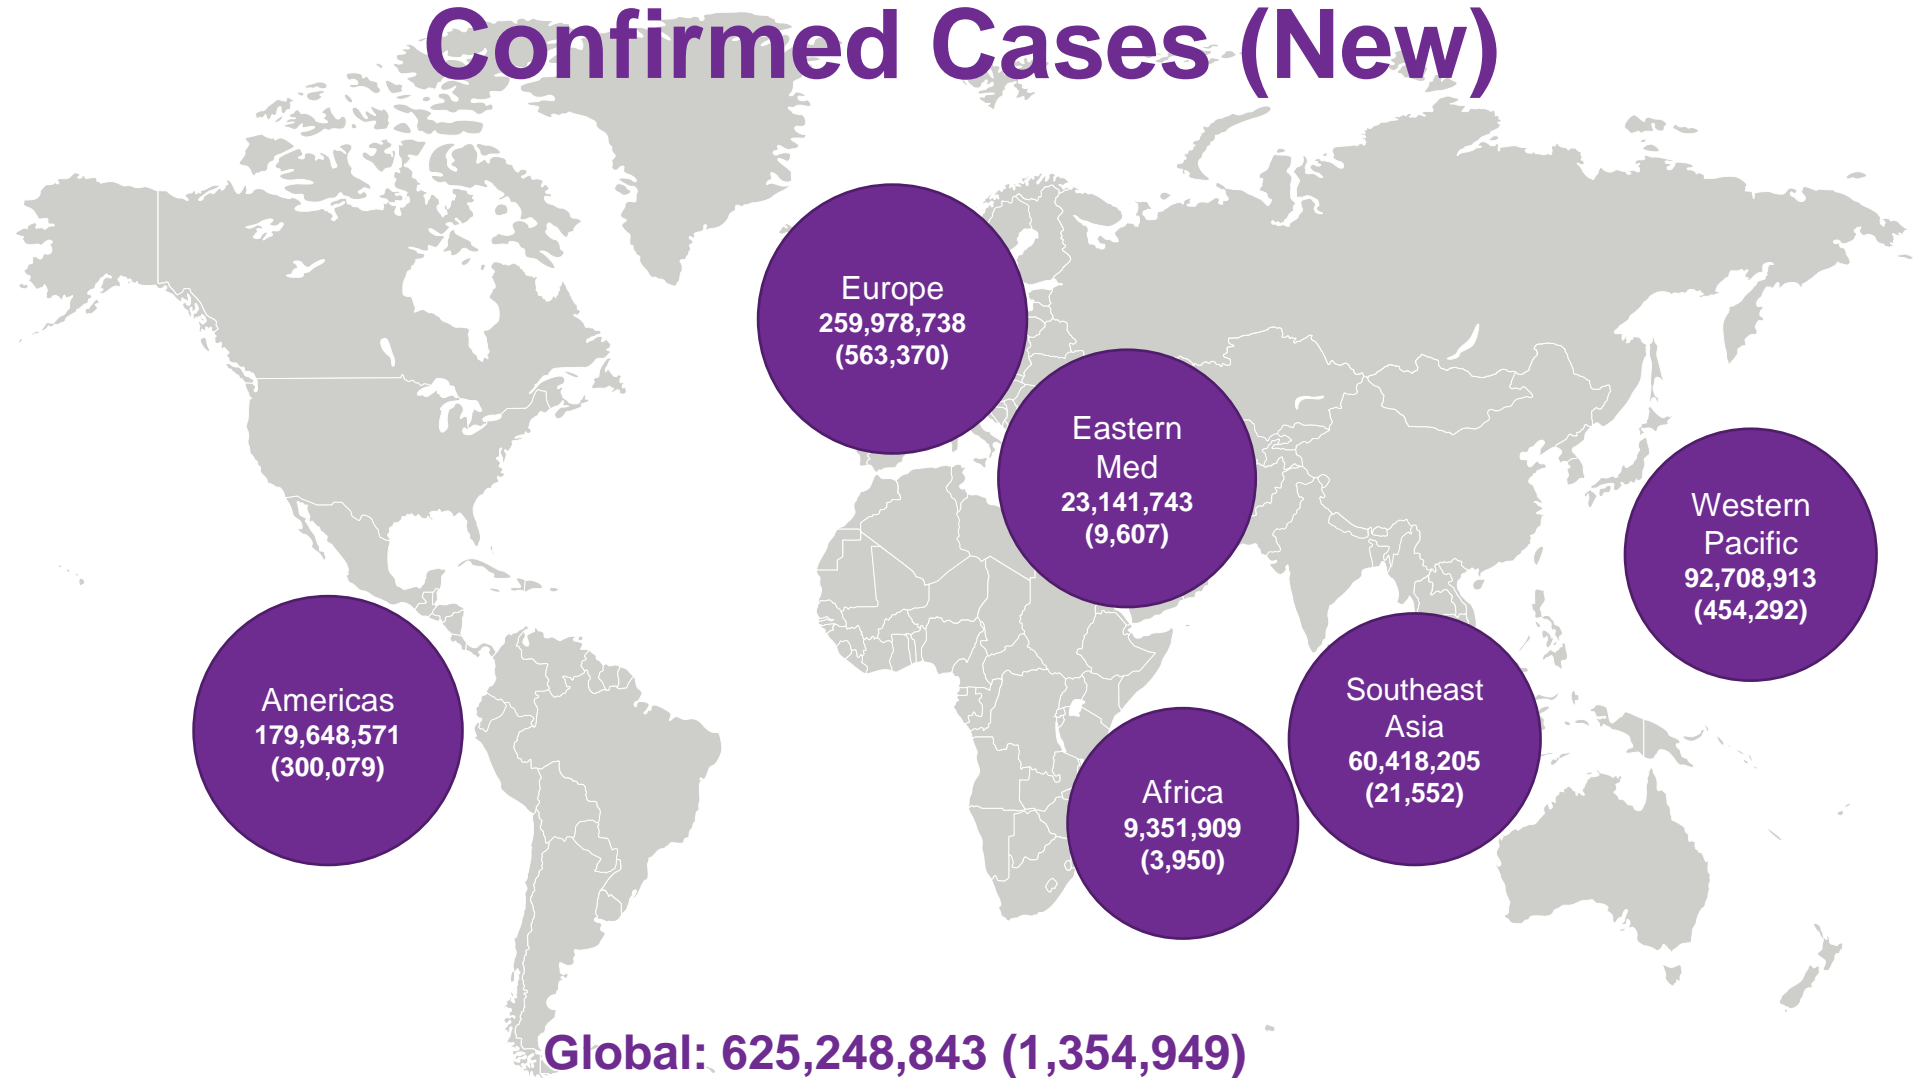 Confirmed Cases (New)
Europe
259,978,738
(563,370)
Eastern
Med
23,141,743
(9,607)
Western
Pacific
92,708,913
(454,292)
Americas
179,648,571
(300,079)
Southeast
Asia
60,418,205
(21,552)
Africa
9,351,909
(3,950)
Global: 625,248,843 (1,354,949)